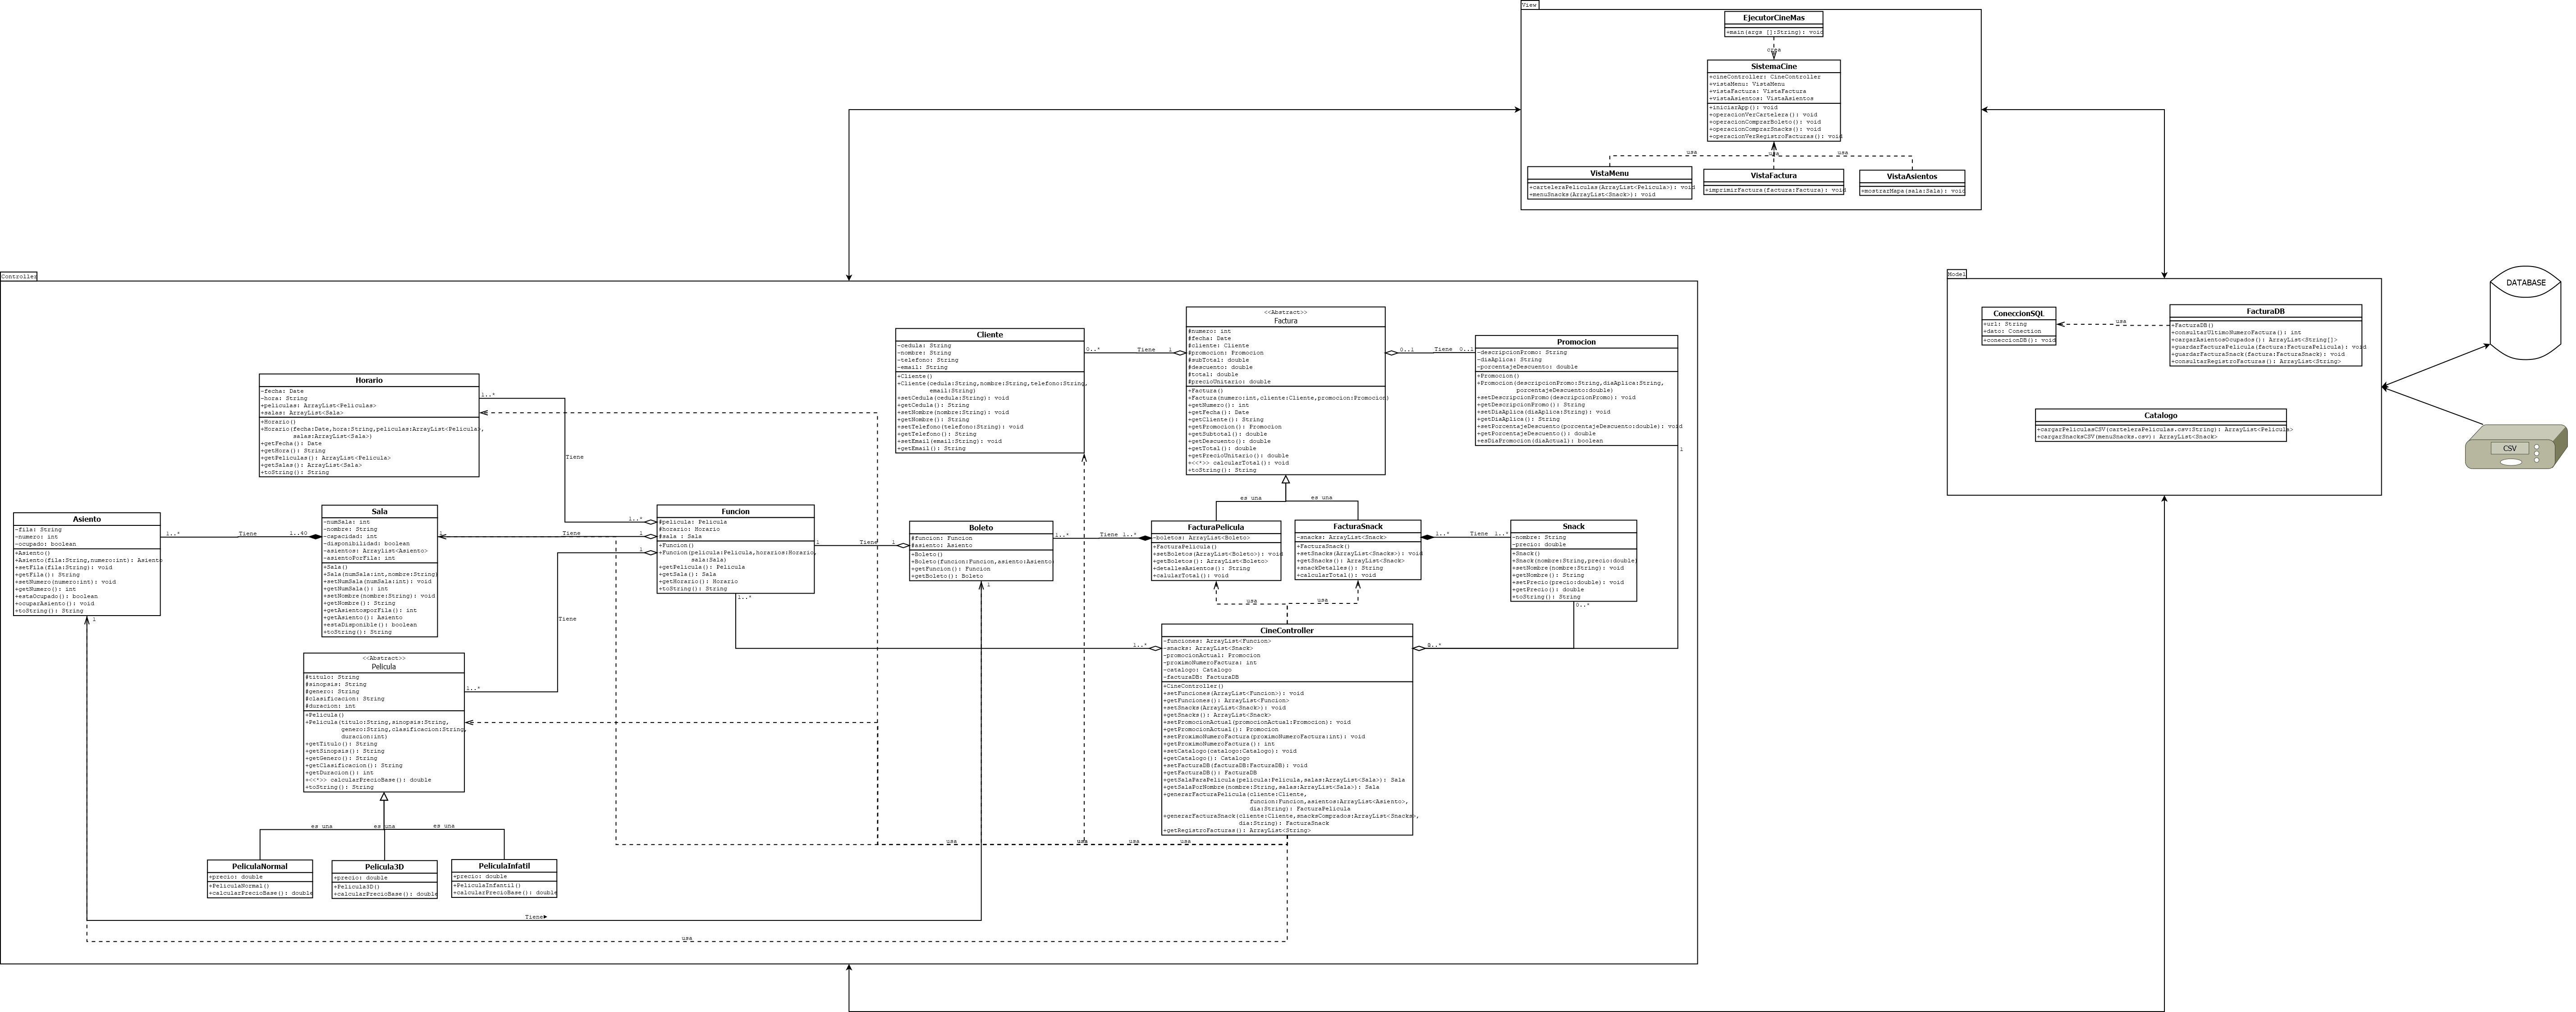 View
EjecutorCineMas
+main(args []:String): void
crea
SistemaCine
+cineController: CineController
+vistaMenu: VistaMenu
+vistaFactura: VistaFactura
+vistaAsientos: VistaAsientos
+iniciarApp(): void
+operacionVerCartelera(): void
+operacionComprarBoleto(): void
+operacionComprarSnacks(): void
+operacionVerRegistroFacturas(): void
usa
usa
usa
VistaMenu
+carteleraPeliculas(ArrayList<Pelicula>): void
+menuSnacks(ArrayList<Snack>): void
VistaFactura
+imprimirFactura(factura:Factura): void
VistaAsientos
+mostrarMapa(sala:Sala): void
Controller
Horario
-fecha: Date
-hora: String
+peliculas: ArrayList<Peliculas>
+salas: ArrayList<Sala>
+Horario()
+Horario(fecha:Date,hora:String,peliculas:ArrayList<Pelicula>,
salas:ArrayList<Sala>)
+getFecha(): Date
+getHora(): String
+getPeliculas(): ArrayList<Pelicula>
+getSalas(): ArrayList<Sala>
+toString(): String
1..*
Tiene
1..*
Cliente
-cedula: String
-nombre: String
-telefono: String
-email: String
+Cliente()
+Cliente(cedula:String,nombre:String,telefono:String,
email:String)
+setCedula(cedula:String): void
+getCedula(): String
+setNombre(nombre:String): void
+getNombre(): String
+setTelefono(telefono:String): void
+getTelefono(): String
+setEmail(email:String): void
+getEmail(): String
0..* Tiene 1
<<Abstract>>
Factura
#numero: int
#fecha: Date
#cliente: Cliente
#promocion: Promocion
#subTotal: double
#descuento: double
#total: double
#precioUnitario: double
+Factura()
+Factura(numero:int,cliente:Cliente,promocion:Promocion)
+getNumero(): int
+getFecha(): Date
+getCliente(): String
+getPromocion(): Promocion
+getSubtotal(): double
+getDescuento(): double
+getTotal(): double
+getPrecioUnitario(): double
+<<*>> calcularTotal(): void
+toString(): String
0..1 Tiene 0..1
Promocion
-descripcionPromo: String
-diaAplica: String
-porcentajeDescuento: double
+Promocion()
+Promocion(descripcionPromo:String,diaAplica:String,
porcentajeDescuento:double)
+setDescripcionPromo(descripcionPromo): void
+getDescripcionPromo(): String
+setDiaAplica(diaAplica:String): void
+getDiaAplica(): String
+setPorcentajeDescuento(porcentajeDescuento:double): void
+getPorcentajeDescuento(): double
+esDiaPromocion(diaActual): boolean
1
Asiento
-fila: String
-numero: int
-ocupado: boolean
+Asiento()
+Asiento(fila:String,numero:int): Asiento
+setFila(fila:String): void
+getFila(): String
+setNumero(numero:int): void
+getNumero(): int
+estaOcupado(): boolean
+ocuparAsiento(): void
+toString(): String
1
1..* Tiene 1..40
Sala
-numSala: int
-nombre: String
-capacidad: int
-disponibilidad: boolean
-asientos: Arraylist<Asiento>
-asientoPorFila: int
+Sala()
+Sala(numSala:int,nombre:String)
+setNumSala(numSala:int): void
+getNumSala(): int
+setNombre(nombre:String): void
+getNombre(): String
+getAsientosporFila(): int
+getAsiento(): Asiento
+estaDisponible(): boolean
+toString(): String
1 Tiene 1
Funcion
#pelicula: Pelicula
#horario: Horario
#sala : Sala
+Funcion()
+Funcion(pelicula:Pelicula,horarios:Horario,
sala:Sala)
+getPelicula(): Pelicula
+getSala(): Sala
+getHorario(): Horario
+toString(): String
1..*
1
Tiene
1..*
1 Tiene 1
Boleto
#funcion: Funcion
#asiento: Asiento
+Boleto()
+Boleto(funcion:Funcion,asiento:Asiento)
+getFuncion(): Funcion
+getBoleto(): Boleto
1
1..* Tiene 1..*
es una
es una
FacturaPelicula
-boletos: ArrayList<Boleto>
+FacturaPelicula()
+setBoletos(ArrayList<Boleto>): void
+getBoletos(): ArrayList<Boleto>
+detallesAsientos(): String
+calularTotal(): void
FacturaSnack
-snacks: ArrayList<Snack>
+FacturaSnack()
+setSnacks(ArrayList<Snacks>): void
+getSnacks(): ArrayList<Snack>
+snackDetalles(): String
+calcularTotal(): void
1..* Tiene 1..*
Snack
-nombre: String
-precio: double
+Snack()
+Snack(nombre:String,precio:double)
+setNombre(nombre:String): void
+getNombre(): String
+setPrecio(precio:double): void
+getPrecio(): double
+toString(): String
0..*
usa
usa
<<Abstract>>
Pelicula
#titulo: String
#sinopsis: String
#genero: String
#clasificacion: String
#duracion: int
+Pelicula()
+Pelicula(titulo:String,sinopsis:String,
genero:String,clasificacion:String,
duracion:int)
+getTitulo(): String
+getSinopsis(): String
+getGenero(): String
+getClasificacion(): String
+getDuracion(): int
+<<*>> calcularPrecioBase(): double
+toString(): String
es una
es una
es una
PeliculaNormal
+precio: double
+PeliculaNormal()
+calcularPrecioBase(): double
Pelicula3D
+precio: double
+Pelicula3D()
+calcularPrecioBase(): double
PeliculaInfatil
+precio: double
+PeliculaInfantil()
+calcularPrecioBase(): double
1..*
CineController
-funciones: ArrayList<Funcion>
-snacks: ArrayList<Snack>
-promocionActual: Promocion
-proximoNumeroFactura: int
-catalogo: Catalogo
-facturaDB: FacturaDB
+CineController()
+setFunciones(ArrayList<Funcion>): void
+getFunciones(): ArrayList<Funcion>
+setSnacks(ArrayList<Snack>): void
+getSnacks(): ArrayList<Snack>
+setPromocionActual(promocionActual:Promocion): void
+getPromocionActual(): Promocion
+setProximoNumeroFactura(proximoNumeroFactura:int): void
+getProximoNumeroFactura(): int
+setCatalogo(catalogo:Catalogo): void
+getCatalogo(): Catalogo
+setFacturaDB(facturaDB:FacturaDB): void
+getFacturaDB(): FacturaDB
+getSalaParaPelicula(pelicula:Pelicula,salas:ArrayList<Sala>): Sala
+getSalaPorNombre(nombre:String,salas:ArrayList<Sala>): Sala
+generarFacturaPelicula(cliente:Cliente,
funcion:Funcion,asientos:ArrayList<Asiento>,
dia:String): FacturaPelicula
+generarFacturaSnack(cliente:Cliente,snacksComprados:ArrayList<Snacks>,
dia:String): FacturaSnack
+getRegistroFacturas(): ArrayList<String>
usa
usa
usa
usa
Tiene
usa
Model
ConeccionSQL
+url: String
+dato: Conection
+coneccionDB(): void
usa
FacturaDB
+FacturaDB()
+consultarUltimoNumeroFactura(): int
+cargarAsientosOcupados(): ArrayList<String[]>
+guardarFacturaPelicula(factura:FacturaPelicula): void
+guardarFacturaSnack(factura:FacturaSnack): void
+consultarRegistroFacturas(): ArrayList<String>
Catalogo
+cargarPeliculasCSV(carteleraPeliculas.csv:String): ArrayList<Pelicula>
+cargarSnacksCSV(menuSnacks.csv): ArrayList<Snack>
DATABASE
CSV